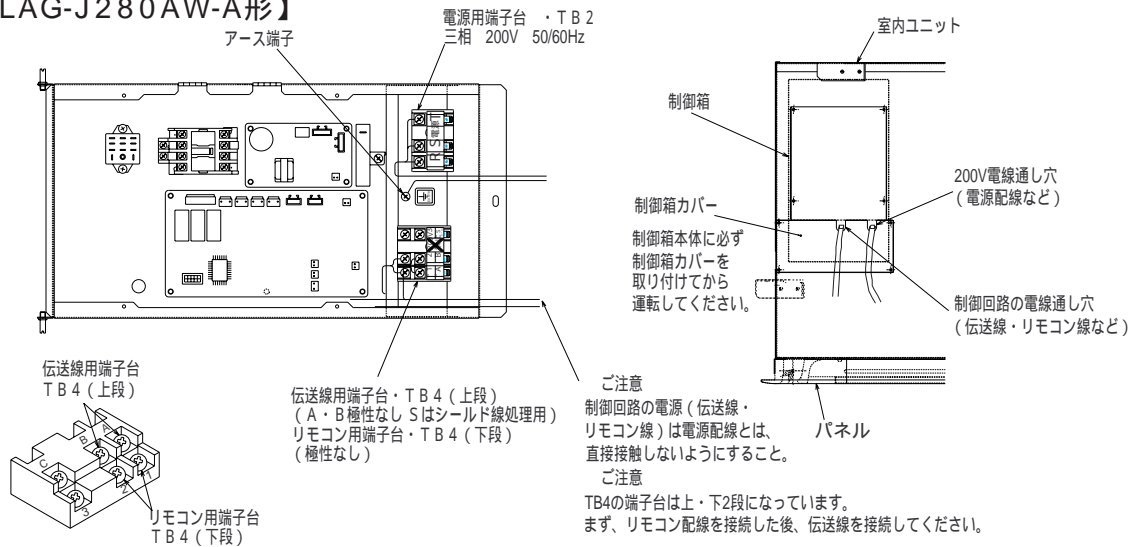 LAG-J280AW-A形】
電源用端子台　・TB2
三相　200V　50/60Hz
アース端子
R S T
伝送線用端子台
TB4（上段）
A
B
C
1
2
3
リモコン用端子台
TB4（下段）
伝送線用端子台・TB4（上段）
（A・B極性なし Sはシールド線処理用）
リモコン用端子台・TB4（下段）
（極性なし）
室内ユニット
制御箱
200V電線通し穴
（電源配線など）
制御箱カバー
制御箱本体に必ず
制御箱カバーを
取り付けてから
運転してください。
制御回路の電線通し穴
（伝送線・リモコン線など）
パネル
ご注意
制御回路の電源（伝送線・
リモコン線）は電源配線とは、
直接接触しないようにすること。
ご注意
TB4の端子台は上・下2段になっています。
まず、リモコン配線を接続した後、伝送線を接続してください。